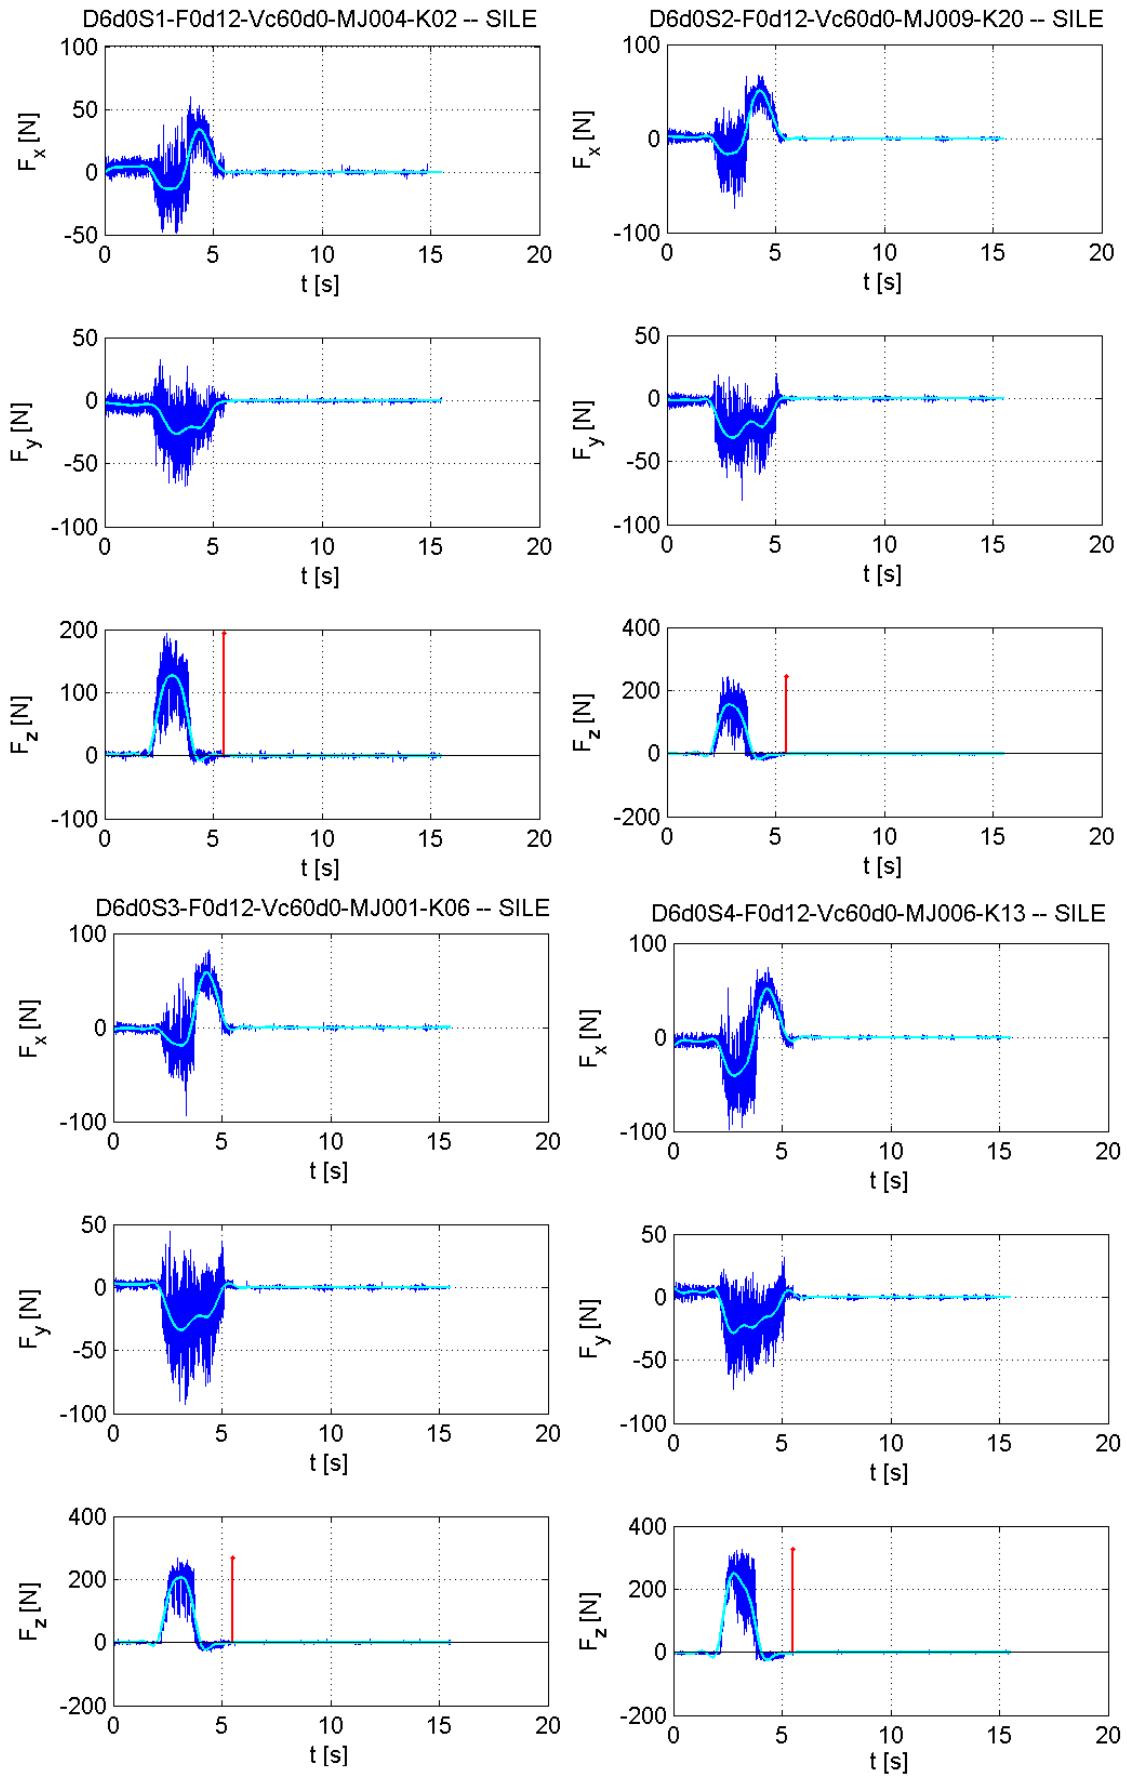 D6d0S1-F0d12-Vc60d0-MJ004-K02 -- SILE
100
50
0
-50
F_x [N]
0 5 10 15 20
t [s]
50
0
-50
-100
F_y [N]
0 5 10 15 20
t [s]
200
100
0
-100
F_z [N]
0 5 10 15 20
t [s]
D6d0S2-F0d12-Vc60d0-MJ009-K20 -- SILE
100
0
-100
F_x [N]
0 5 10 15 20
t [s]
50
0
-50
-100
F_y [N]
0 5 10 15 20
t [s]
400
200
0
-200
F_z [N]
0 5 10 15 20
t [s]
D6d0S3-F0d12-Vc60d0-MJ001-K06 -- SILE
100
0
-100
F_x [N]
0 5 10 15 20
t [s]
50
0
-50
-100
F_y [N]
0 5 10 15 20
t [s]
400
200
0
-200
F_z [N]
0 5 10 15 20
t [s]
D6d0S4-F0d12-Vc60d0-MJ006-K13 -- SILE
100
0
-100
F_x [N]
0 5 10 15 20
t [s]
50
0
-50
-100
F_y [N]
0 5 10 15 20
t [s]
400
200
0
-200
F_z [N]
0 5 10 15 20
t [s]